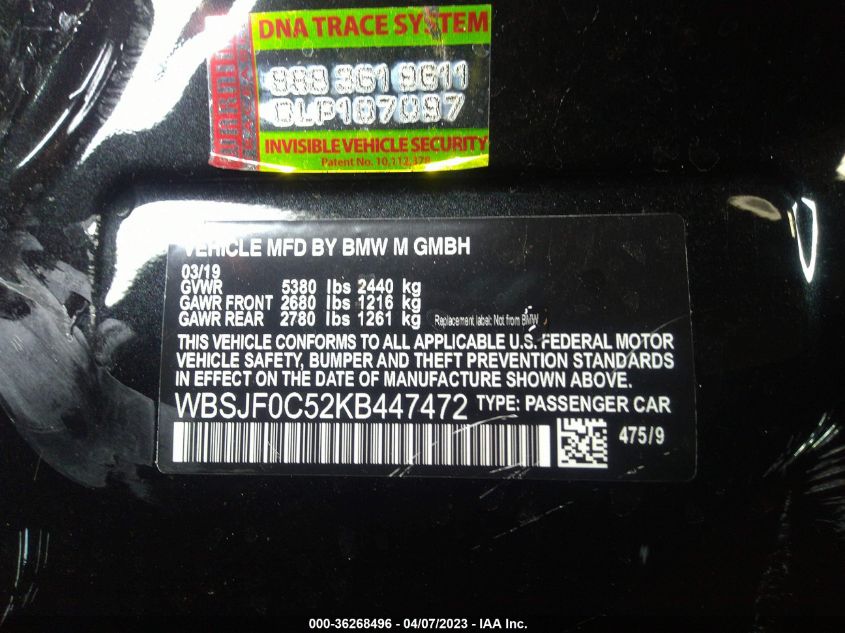 DNA TRACE SYSTEM
INVISIBLE VEHICLE SECURITY
Patent No. 10,112,178
VEHICLE MFD BY BMW M GMBH
03/19
GVWR 5380 lbs 2440 kg
GAWR FRONT 2680 lbs 1216 kg
GAWR REAR 2780 lbs 1261 kg Replacement label: Not from BMW
THIS VEHICLE CONFORMS TO ALL APPLICABLE U.S. FEDERAL MOTOR
VEHICLE SAFETY, BUMPER AND THEFT PREVENTION STANDARDS
IN EFFECT ON THE DATE OF MANUFACTURE SHOWN ABOVE.
WBSJF0C52KB447472 TYPE: PASSENGER CAR
475/9
000-36268496 - 04/07/2023 - IAA Inc.